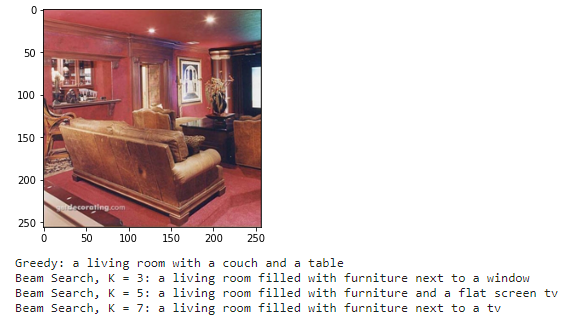 0
50
100
150
200
250
decorating.com
0 50 100 150 200 250
Greedy: a living room with a couch and a table
Beam Search, K = 3: a living room filled with furniture next to a window
Beam Search, K = 5: a living room filled with furniture and a flat screen tv
Beam Search, K = 7: a living room filled with furniture next to a tv